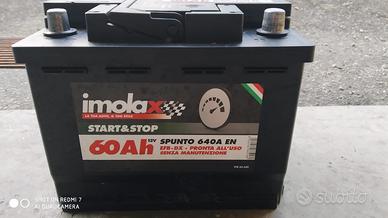 imolax
LA TUA AUTO, IL TUO STILE
START&STOP
60Ah 12V SPUNTO 640A EN
EFB-DX - PRONTA ALL'USO
SENZA MANUTENZIONE
SHOT ON REDMI 7
AI DUAL CAMERA
subito